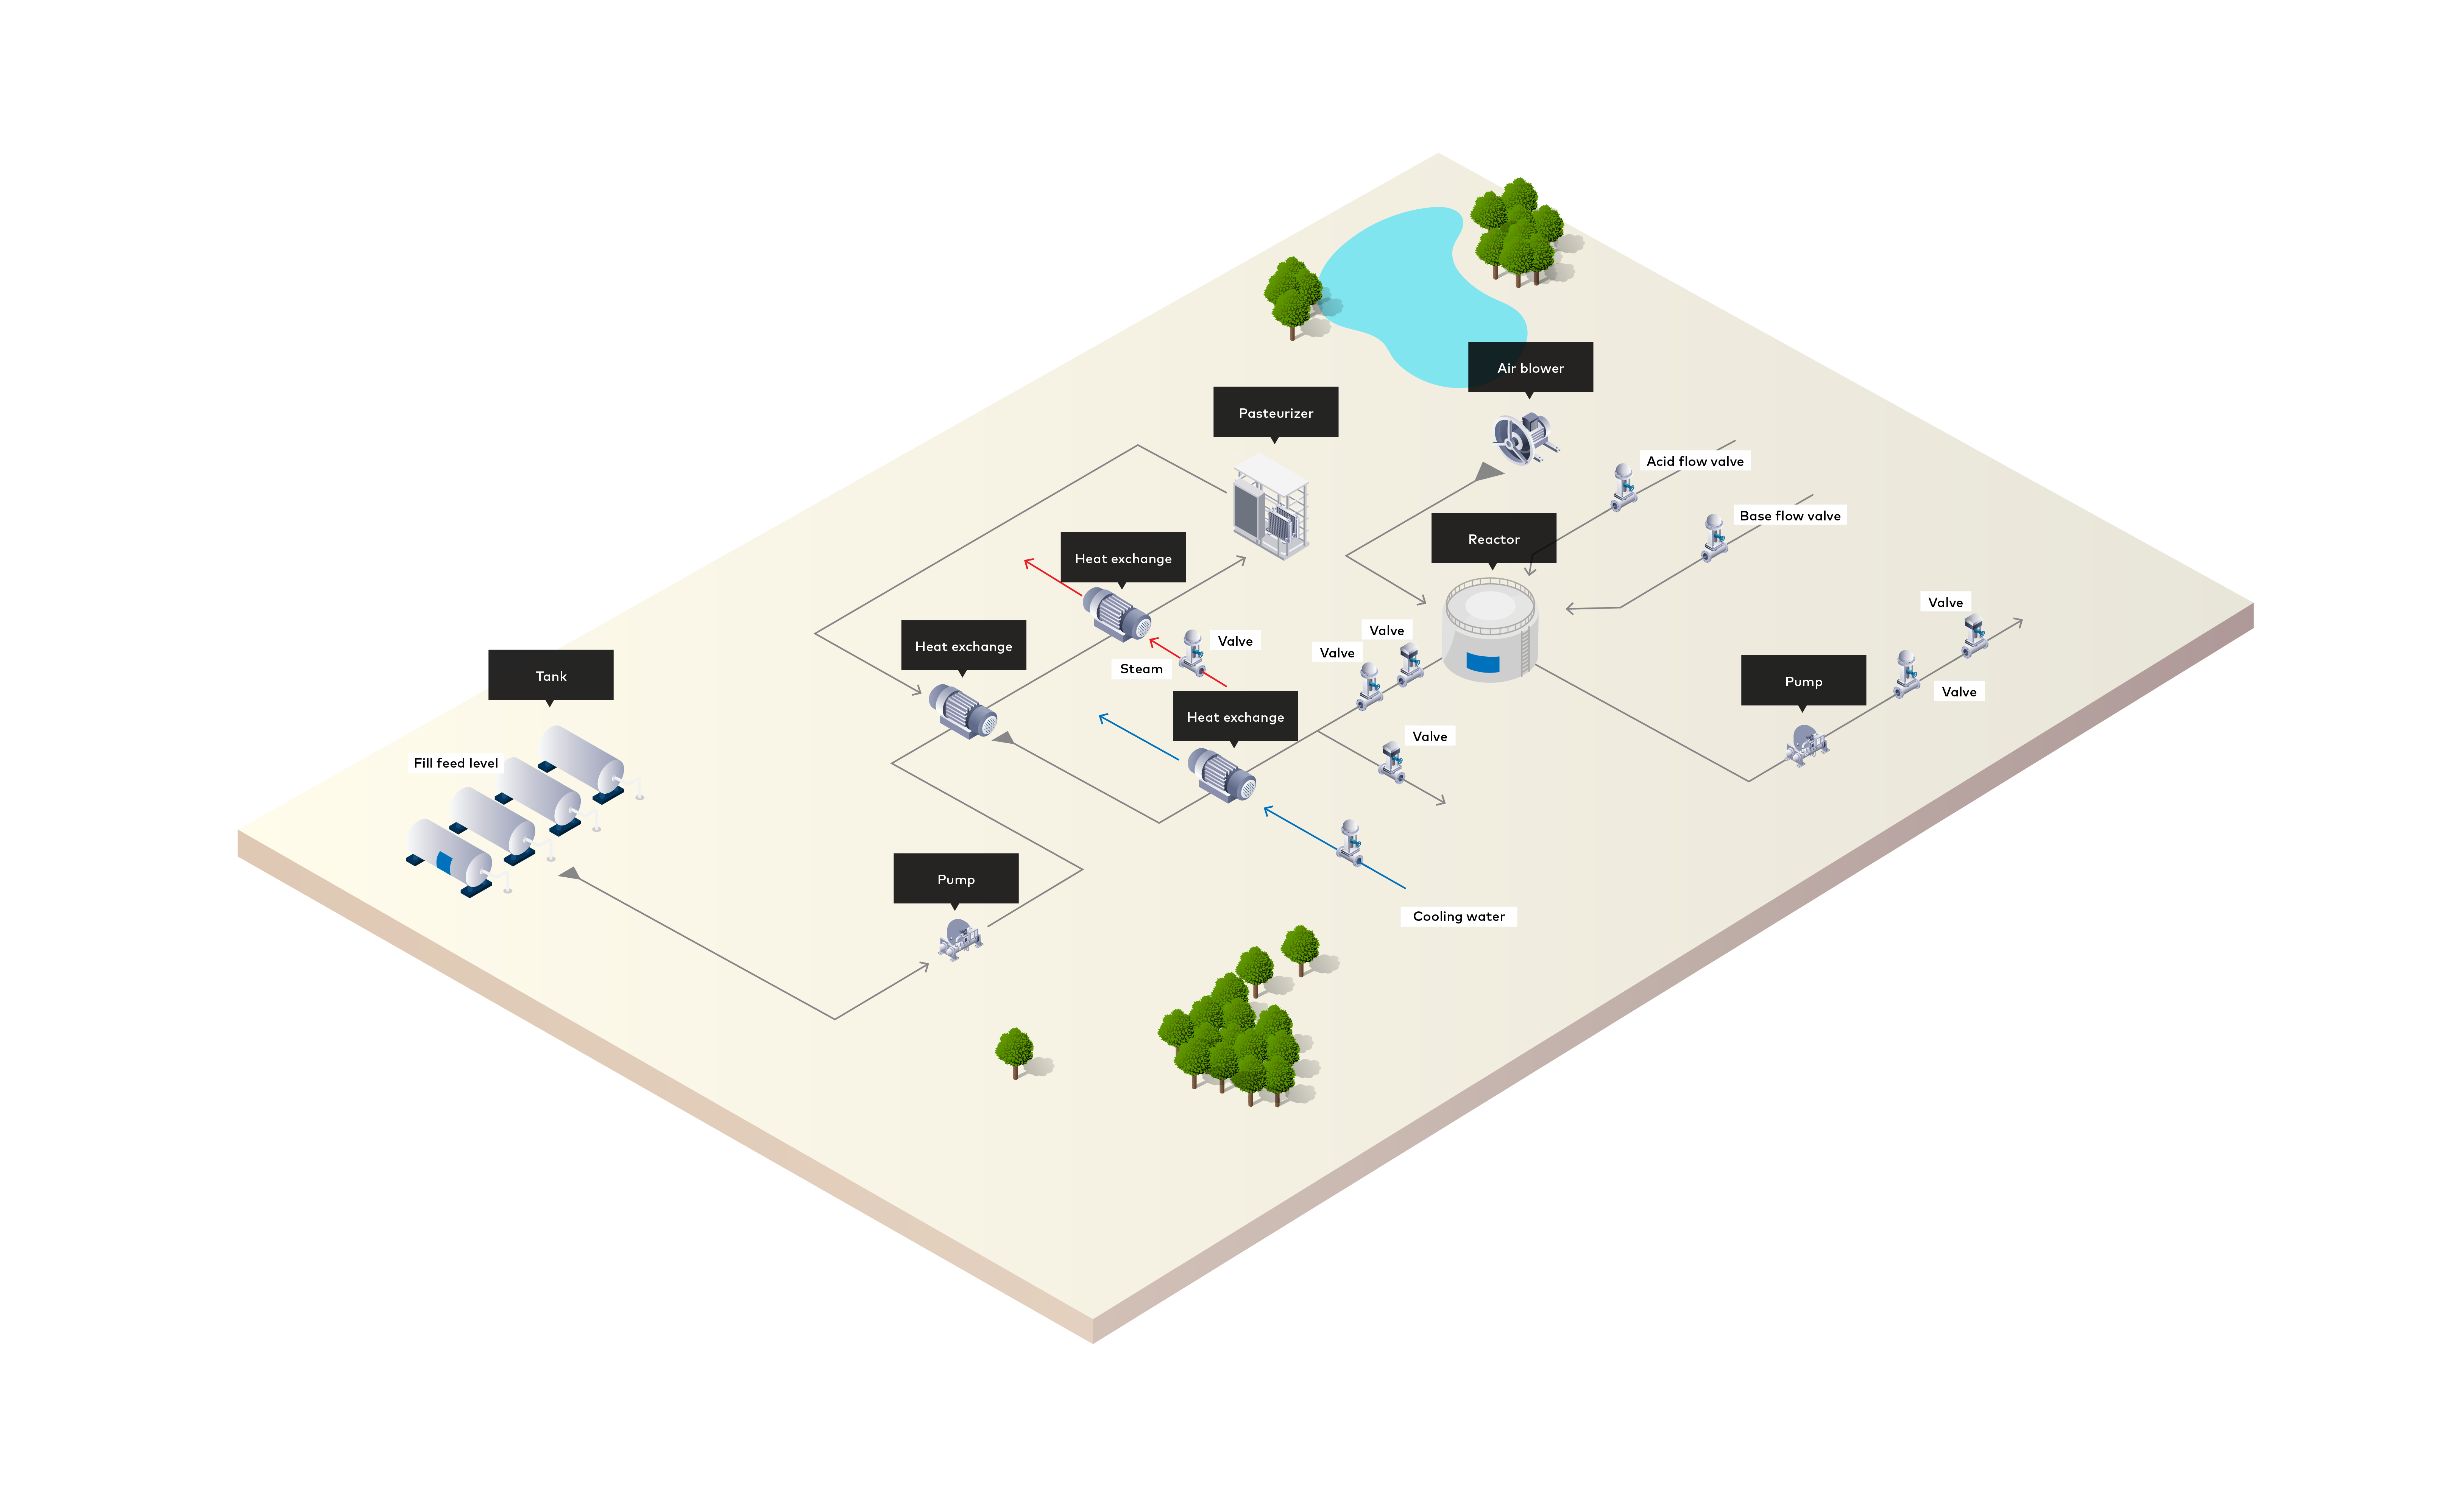 Air blower
Pasteurizer
Acid flow valve
Base flow valve
Reactor
Heat exchange
Valve
Valve
Valve
Heat exchange
Valve
Steam
Tank
Pump
Valve
Heat exchange
Valve
Fill feed level
Pump
Cooling water